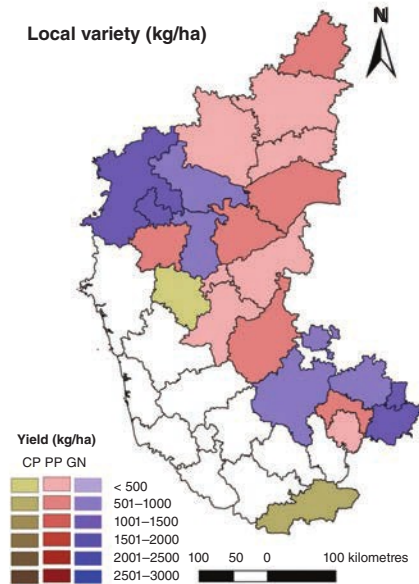 Local variety (kg/ha)
N
Yield (kg/ha)
CP PP GN
< 500
501–1000
1001–1500
1501–2000
2001–2500
2501–3000
100 50 0 100 kilometres